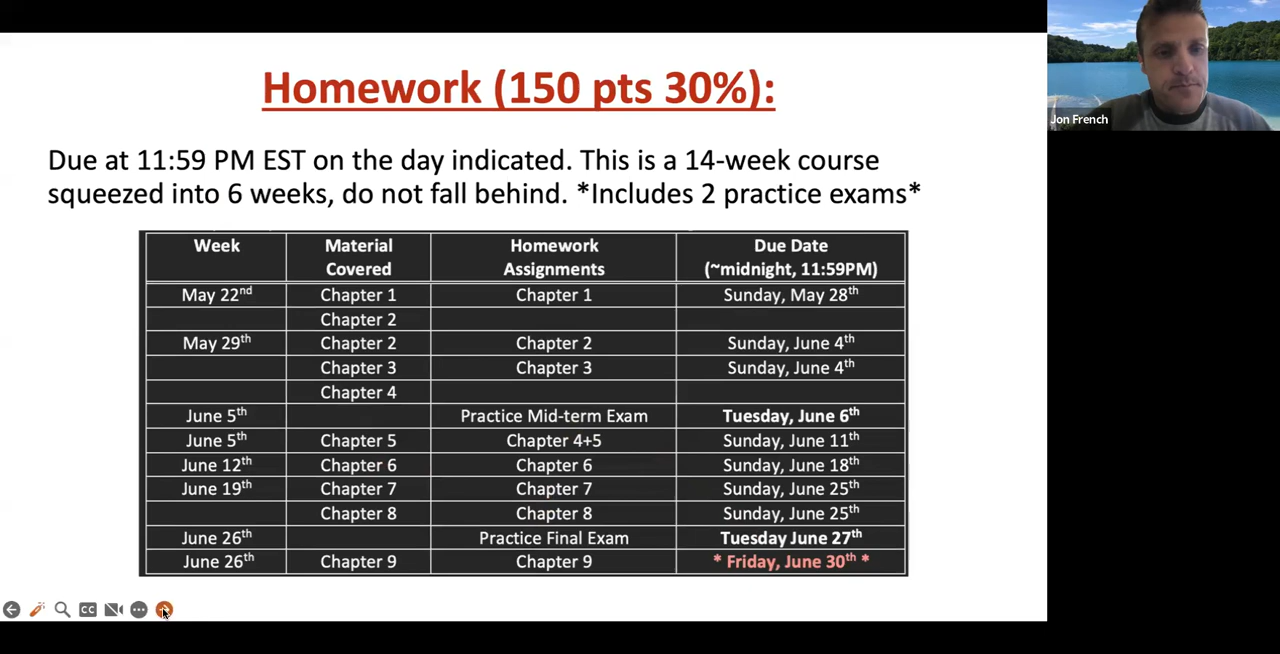 Homework (150 pts 30%):
Jon French
Due at 11:59 PM EST on the day indicated. This is a 14-week course
squeezed into 6 weeks, do not fall behind. *Includes 2 practice exams*
Week Material Covered Homework Assignments Due Date (~midnight, 11:59PM)
May 22nd Chapter 1 Chapter 1 Sunday, May 28th
Chapter 2
May 29th Chapter 2 Chapter 2 Sunday, June 4th
Chapter 3 Chapter 3 Sunday, June 4th
Chapter 4
June 5th Practice Mid-term Exam Tuesday, June 6th
June 5th Chapter 5 Chapter 4+5 Sunday, June 11th
June 12th Chapter 6 Chapter 6 Sunday, June 18th
June 19th Chapter 7 Chapter 7 Sunday, June 25th
Chapter 8 Chapter 8 Sunday, June 25th
June 26th Practice Final Exam Tuesday June 27th
June 26th Chapter 9 Chapter 9 * Friday, June 30th *
CC